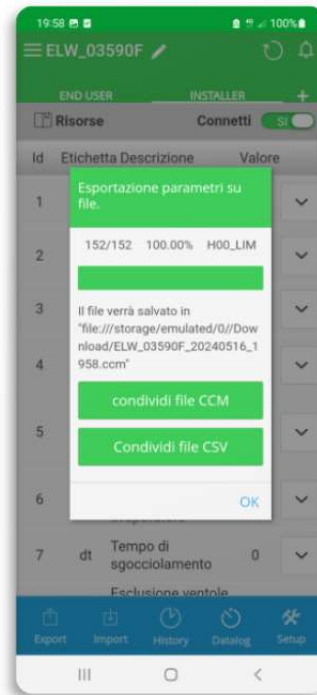 19:58 100%
ELW_03590F
END USER INSTALLER +
Risorse Connetti SI
Id Etichetta Descrizione Valore
Esportazione parametri su
file.
152/152 100.00% H00_LIM
Il file verrà salvato in
"file:///storage/emulated/0//Dow
nload/ELW_03590F_20240516_1
958.ccm"
condividi file CCM
Condividi file CSV
OK
1
2
3
4
5
6
7 dt Tempo di
sgocciolamento 0
Esclusione ventole
Export Import History Datalog Setup